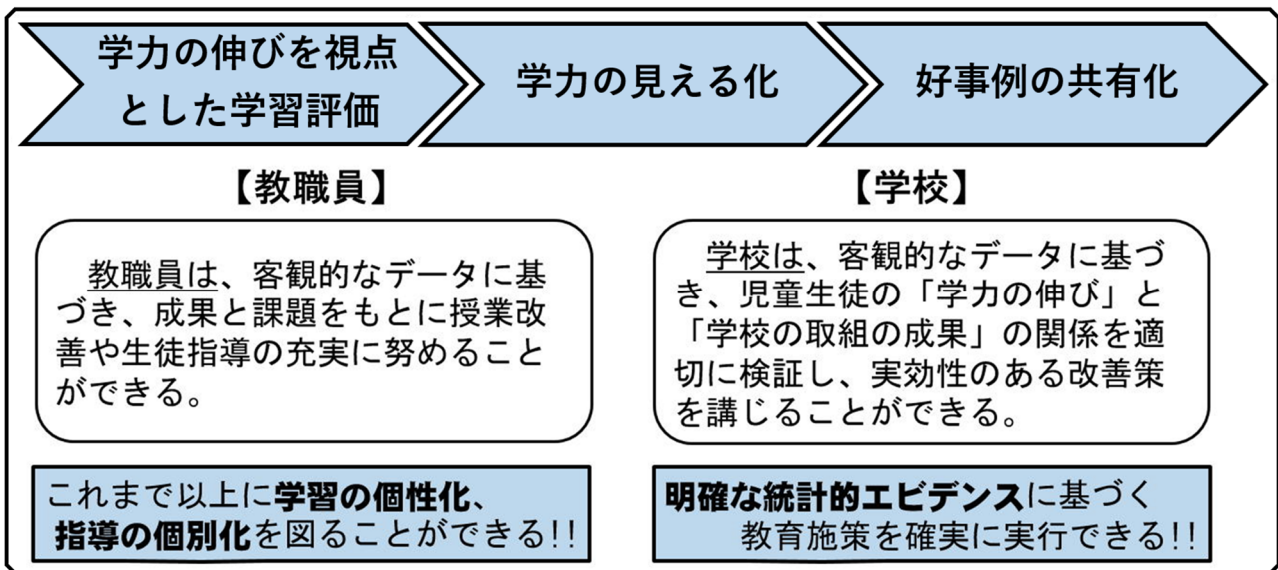 学力の伸びを視点
とした学習評価
学力の見える化
好事例の共有化
【教職員】
教職員は、客観的なデータに基
づき、成果と課題をもとに授業改
善や生徒指導の充実に努めること
ができる。
これまで以上に学習の個性化、
指導の個別化を図ることができる!!
【学校】
学校は、客観的なデータに基づ
き、児童生徒の「学力の伸び」と
「学校の取組の成果」の関係を適
切に検証し、実効性のある改善策
を講じることができる。
明確な統計的エビデンスに基づく
教育施策を確実に実行できる!!